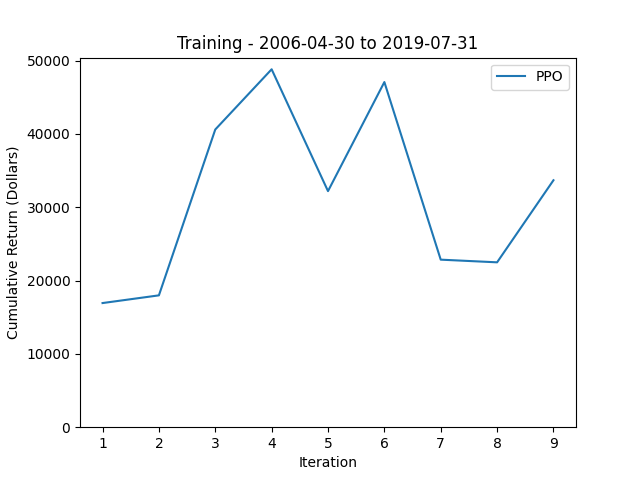 Training - 2006-04-30 to 2019-07-31
PPO
Cumulative Return (Dollars)
50000
40000
30000
20000
10000
0
1 2 3 4 5 6 7 8 9
Iteration